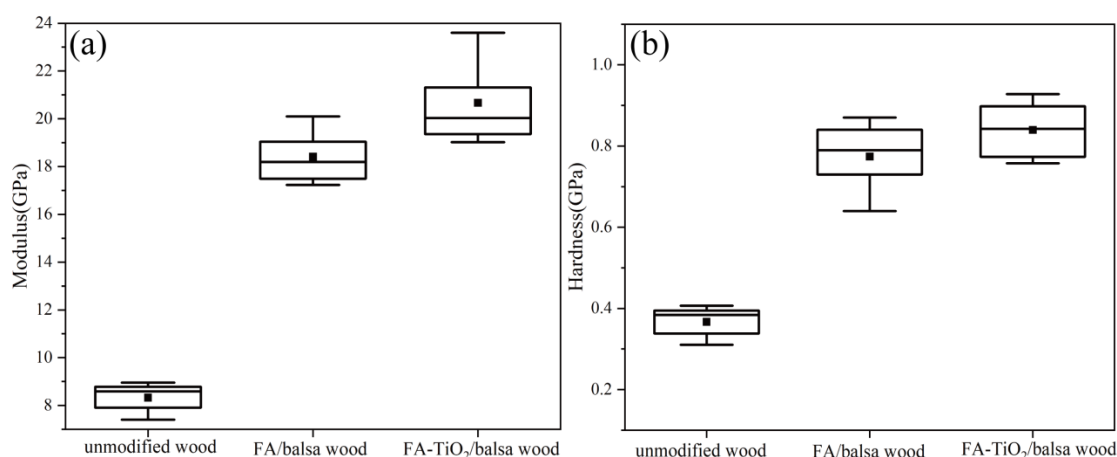 (a)
Modulus(GPa)
24
22
20
18
16
14
12
10
8
unmodified wood
FA/balsa wood
FA-TiO₂/balsa wood
(b)
Hardness(GPa)
1.0
0.8
0.6
0.4
0.2
unmodified wood
FA/balsa wood
FA-TiO₂/balsa wood